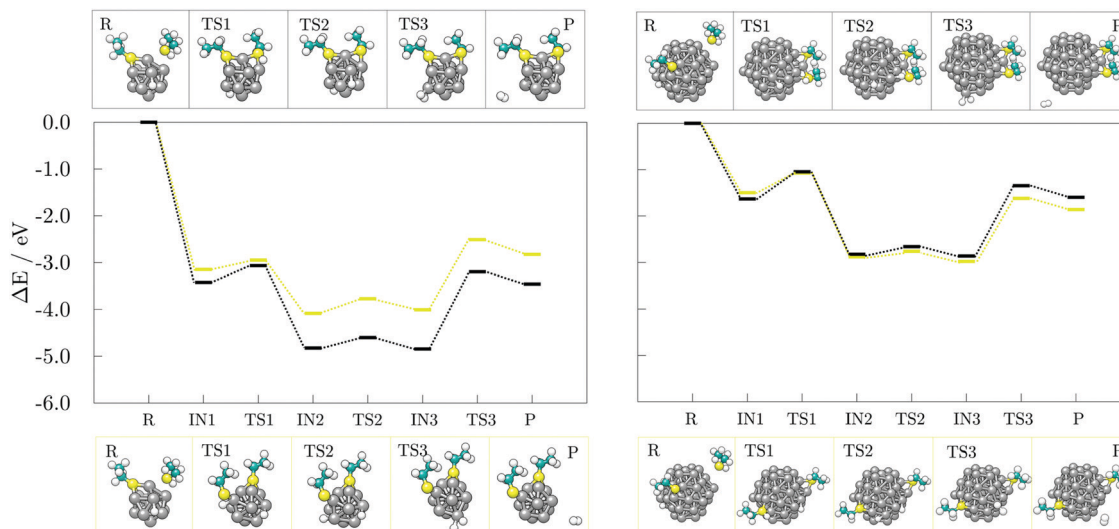 R TS1 TS2 TS3 P
R TS1 TS2 TS3 P
0.0
-1.0
-2.0
-3.0
-4.0
-5.0
-6.0
ΔE / eV
R IN1 TS1 IN2 TS2 IN3 TS3 P
R IN1 TS1 IN2 TS2 IN3 TS3 P
R TS1 TS2 TS3 P
R TS1 TS2 TS3 P